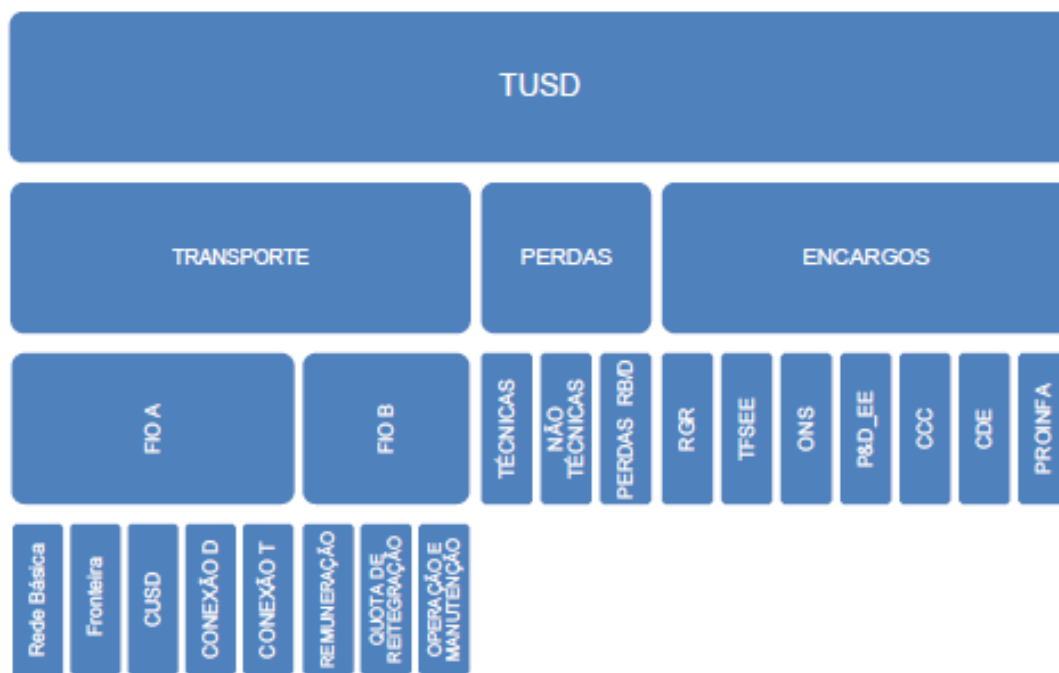 TUSD
TRANSPORTE
PERDAS
ENCARGOS
FIO A
FIO B
TÉCNICAS
NÃO
TÉCNICAS
PERDAS RB/D
RGR
TFSEE
ONS
P&D_EE
CCC
CDE
PROINFA
Rede Básica
Fronteira
CUSD
CONEXÃO D
CONEXÃO T
REMUNERAÇÃO
QUOTA DE
REITEGRAÇÃO
OPERAÇÃO E
MANUTENÇÃO